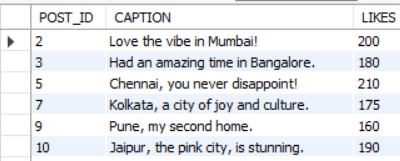 POST_ID CAPTION LIKES
2 Love the vibe in Mumbai! 200
3 Had an amazing time in Bangalore. 180
5 Chennai, you never disappoint! 210
7 Kolkata, a city of joy and culture. 175
9 Pune, my second home. 160
10 Jaipur, the pink city, is stunning. 190